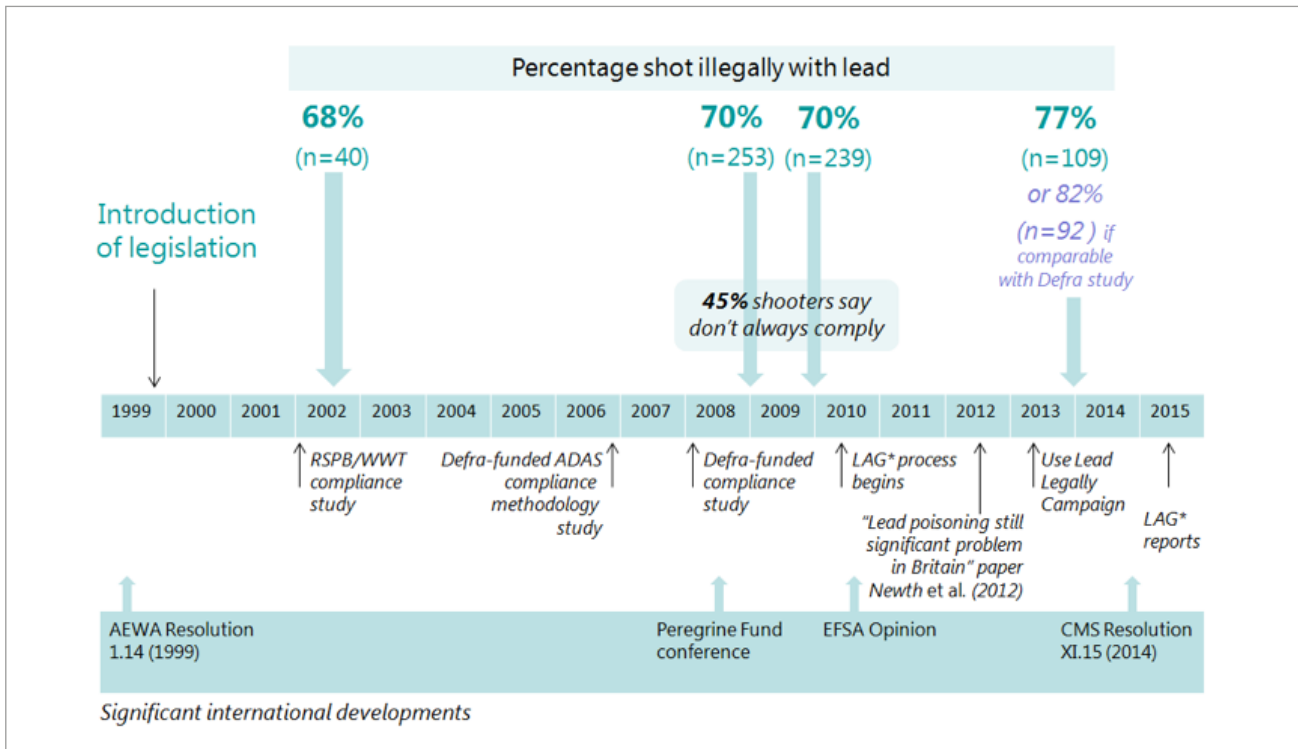 Percentage shot illegally with lead
68%
(n=40)
70%
(n=253)
70%
(n=239)
77%
(n=109)
or 82%
(n=92 ) if
comparable
with Defra study
Introduction
of legislation
45% shooters say
don't always comply
1999 2000 2001 2002 2003 2004 2005 2006 2007 2008 2009 2010 2011 2012 2013 2014 2015
RSPB/WWT
compliance
study
Defra-funded ADAS
compliance
methodology
study
Defra-funded
compliance
study
LAG* process
begins
"Lead poisoning still
significant problem
in Britain" paper
Newth et al. (2012)
Use Lead
Legally
Campaign
LAG*
reports
AEWA Resolution
1.14 (1999)
Peregrine Fund
conference
EFSA Opinion
CMS Resolution
XI.15 (2014)
Significant international developments